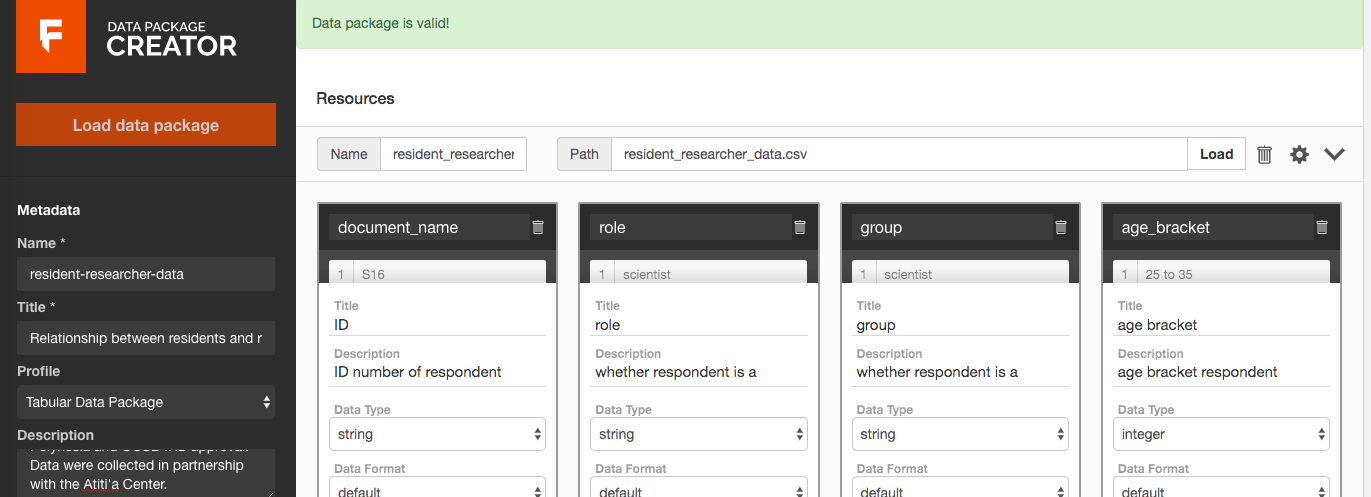 DATA PACKAGE
CREATOR
Load data package
Metadata
Name *
resident-researcher-data
Title *
Relationship between residents and r
Profile
Tabular Data Package
Description
Data were collected in partnership
with the Atiti'a Center.
Data package is valid!
Resources
Name resident_researcher Path resident_researcher_data.csv Load
document_name role group age_bracket
1 S16 1 scientist 1 scientist 1 25 to 35
Title Title Title Title
ID role group age bracket
Description Description Description Description
ID number of respondent whether respondent is a whether respondent is a age bracket respondent
Data Type Data Type Data Type Data Type
string string string integer
Data Format Data Format Data Format Data Format
default default default default